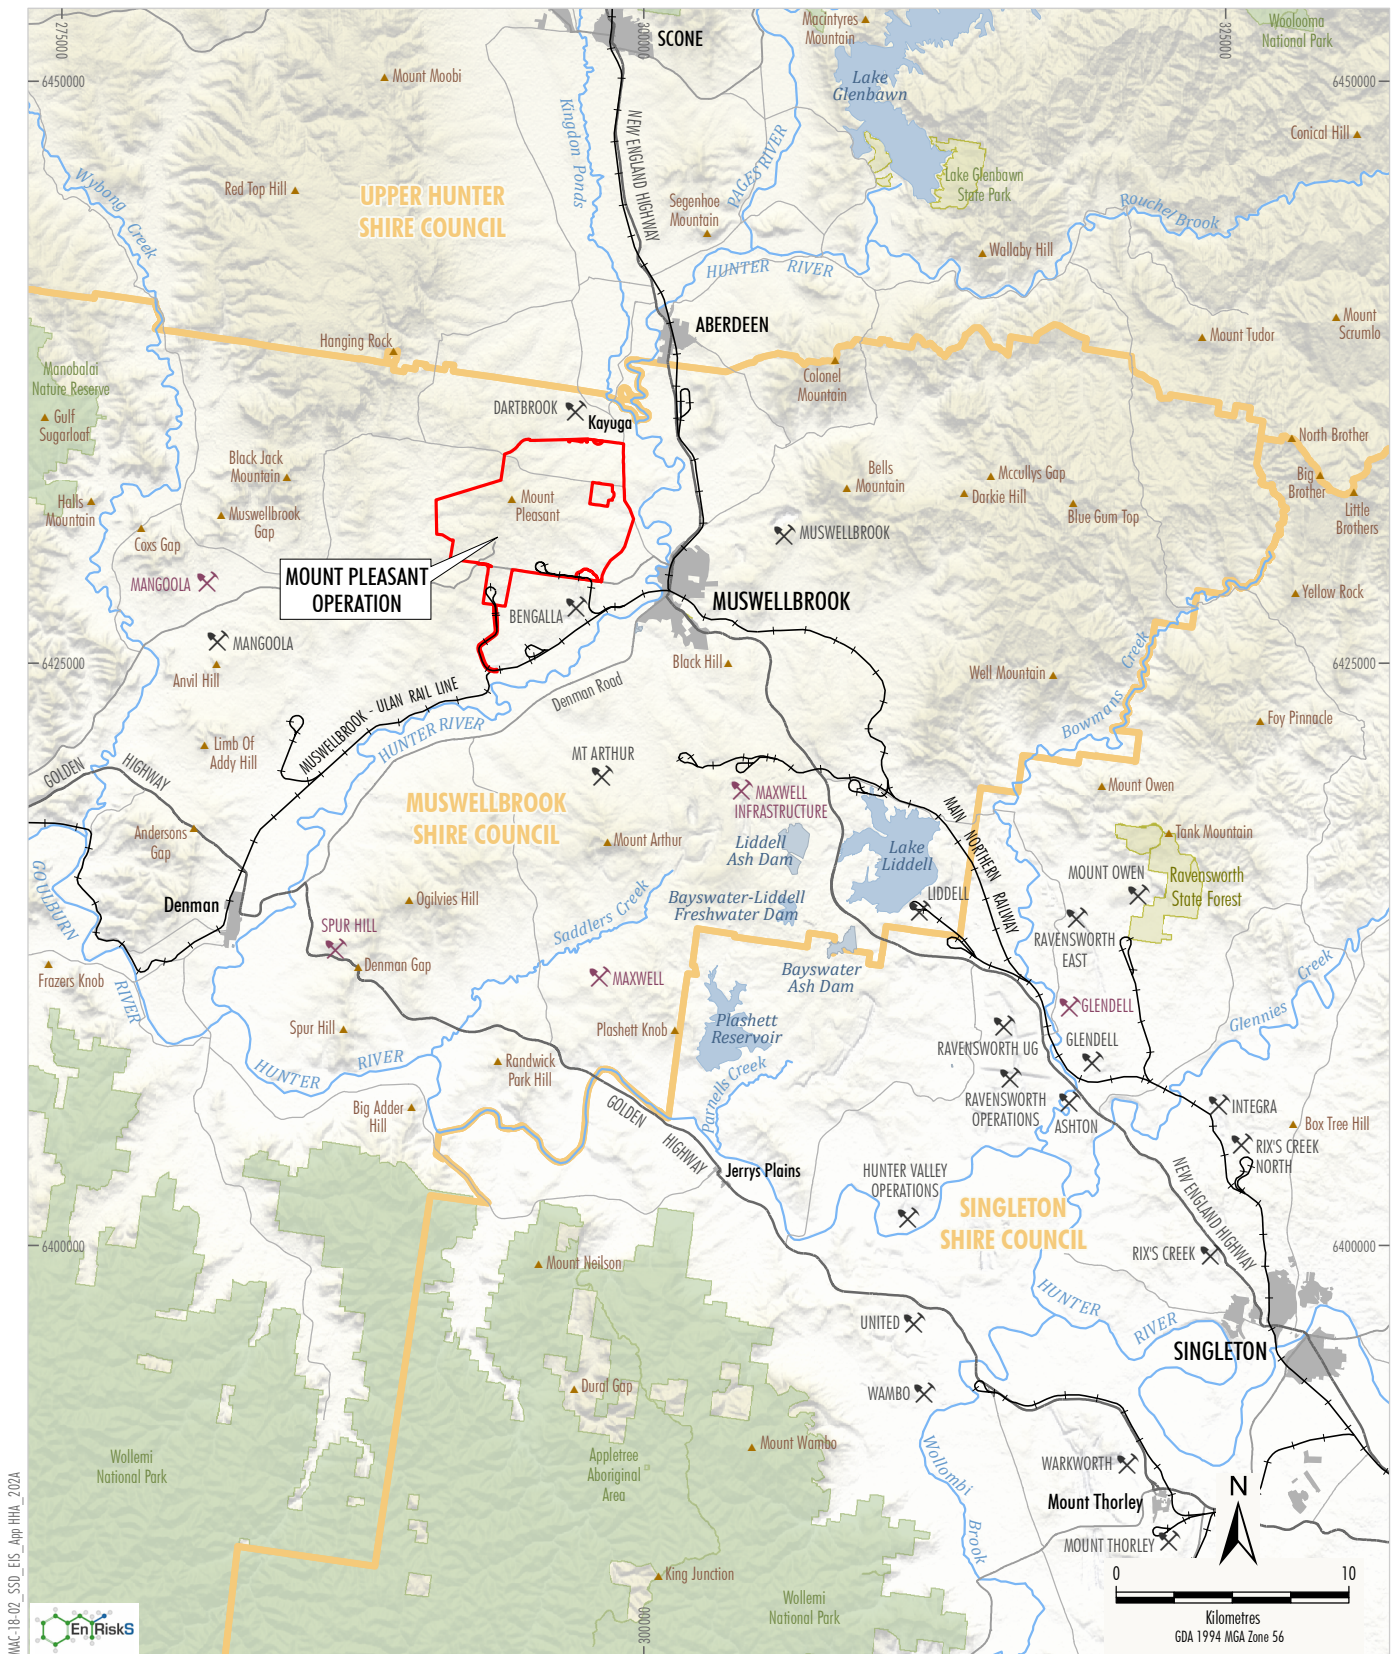 275000
300000
325000
SCONE
Macintyres
Mountain
Woolooma
National Park
6450000
Mount Moobi
Lake
Glenbawn
6450000
Kingdon Ponds
NEW ENGLAND HIGHWAY
PAGES RIVER
Conical Hill
Wybong Creek
Red Top Hill
UPPER HUNTER
SHIRE COUNCIL
Segenhoe
Mountain
Lake Glenbawn
State Park
Rouchel Brook
Wallaby Hill
HUNTER RIVER
Hanging Rock
ABERDEEN
Mount Tudor
Mount
Scrumlo
Manobalai
Nature Reserve
Colonel
Mountain
Gulf
Sugarloaf
DARTBROOK
Kayuga
North Brother
Black Jack
Mountain
Bells
Mountain
Mccullys Gap
Big
Brother
Halls
Mountain
Mount
Pleasant
Darkie Hill
Blue Gum Top
Little
Brothers
Muswellbrook
Gap
Coxs Gap
MUSWELLBROOK
MANGOOLA
MOUNT PLEASANT
OPERATION
BENGALLA
MUSWELLBROOK
Yellow Rock
MANGOOLA
6425000
Anvil Hill
Black Hill
Well Mountain
Bowmans Creek
6425000
MUSWELLBROOK - ULAN RAIL LINE
Denman Road
HUNTER RIVER
Foy Pinnacle
Limb Of
Addy Hill
GOLDEN HIGHWAY
MT ARTHUR
MAXWELL
INFRASTRUCTURE
Mount Owen
MUSWELLBROOK
SHIRE COUNCIL
MAIN NORTHERN RAILWAY
Andersons
Gap
Mount Arthur
Liddell
Ash Dam
Lake
Liddell
Tank Mountain
GOULBURN RIVER
MOUNT OWEN
Ravensworth
State Forest
Denman
Ogilvies Hill
Saddlers Creek
Bayswater-Liddell
Freshwater Dam
LIDDELL
SPUR HILL
RAVENSWORTH
EAST
Denman Gap
Frazers Knob
MAXWELL
Bayswater
Ash Dam
Glennies Creek
GLENDELL
Spur Hill
Plashett Knob
Plashett
Reservoir
RAVENSWORTH UG
GLENDELL
HUNTER RIVER
Randwick
Park Hill
Parnells Creek
RAVENSWORTH
OPERATIONS
ASHTON
INTEGRA
Big Adder
Hill
GOLDEN HIGHWAY
Box Tree Hill
RIX'S CREEK
NORTH
Jerrys Plains
HUNTER VALLEY
OPERATIONS
NEW ENGLAND HIGHWAY
SINGLETON
SHIRE COUNCIL
6400000
RIX'S CREEK
6400000
Mount Neilson
HUNTER RIVER
UNITED
SINGLETON
Dural Gap
WAMBO
Mount Wambo
Wollombi Brook
Wollemi
National Park
Appletree
Aboriginal
Area
WARKWORTH
Mount Thorley
N
MOUNT THORLEY
King Junction
Wollemi
National Park
0 10
Kilometres
GDA 1994 MGA Zone 56
300000
MAC-18-02_SSD_EIS_App HHA_202A
EnRiskS